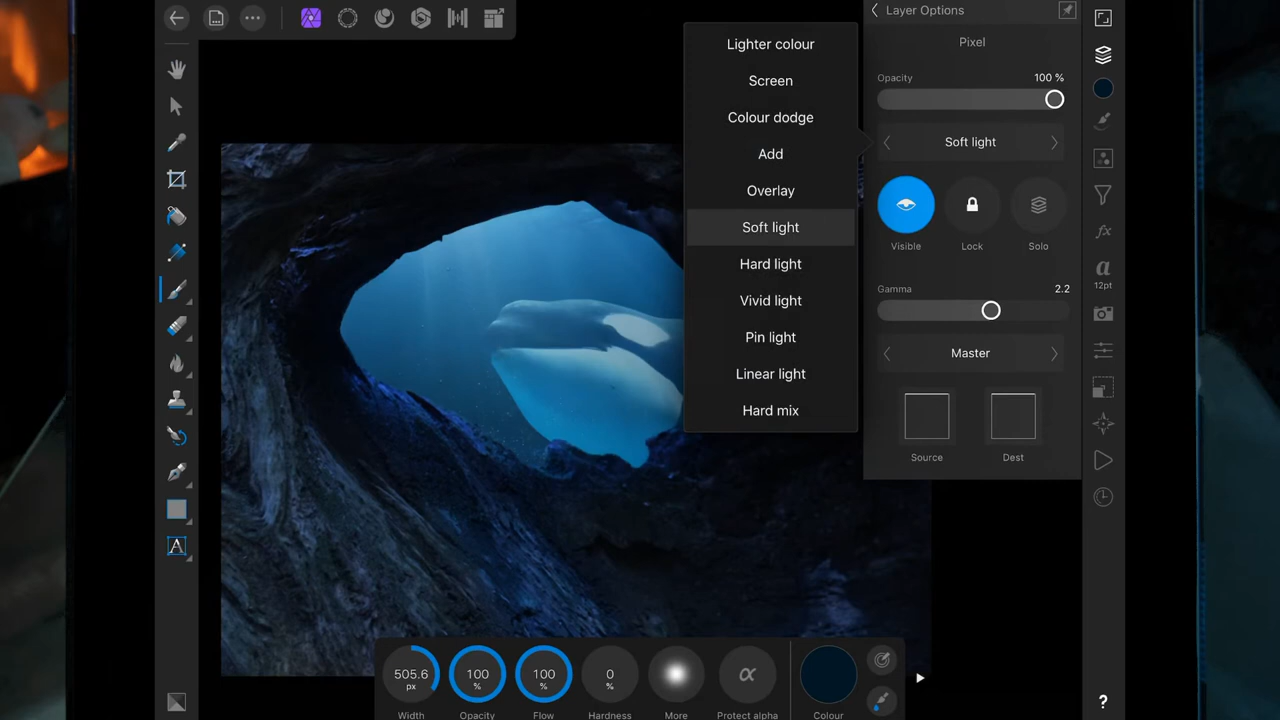 Layer Options
Pixel
Opacity
100 %
Soft light
Visible
Lock
Solo
Gamma
2.2
Master
Source
Dest
Lighter colour
Screen
Colour dodge
Add
Overlay
Soft light
Hard light
Vivid light
Pin light
Linear light
Hard mix
fx
a
12pt
?
A
505.6
px
Width
100
%
Opacity
100
%
Flow
0
%
Hardness
More
α
Protect alpha
Colour